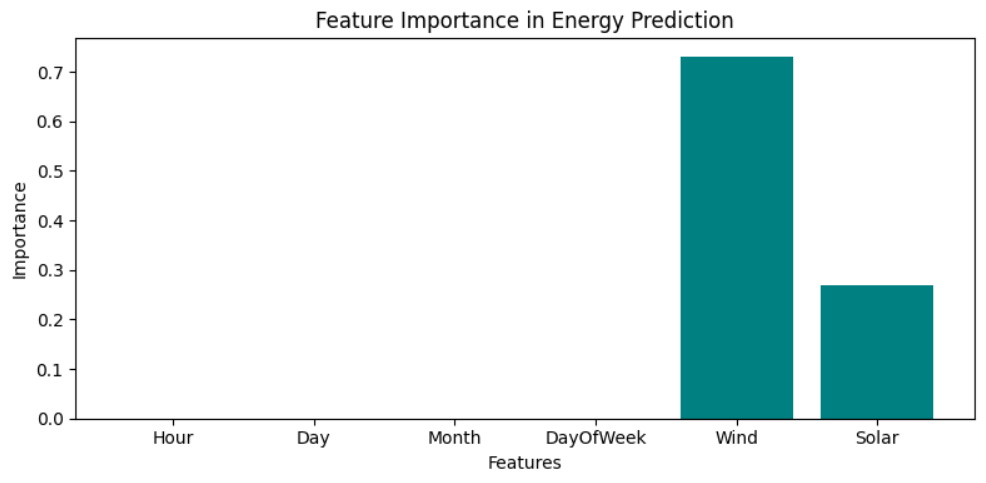 Feature Importance in Energy Prediction
Importance
0.7
0.6
0.5
0.4
0.3
0.2
0.1
0.0
Hour Day Month DayOfWeek Wind Solar
Features